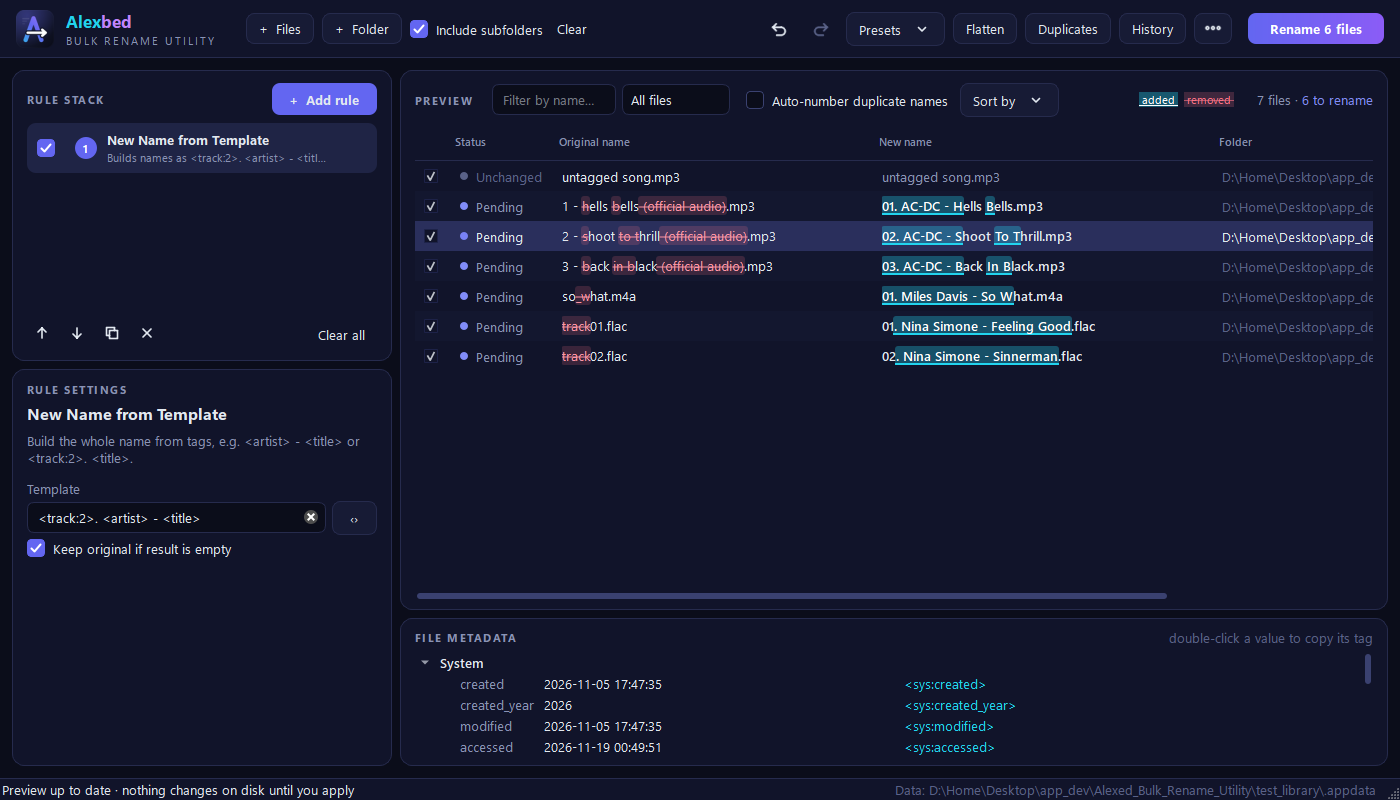 Alexbed
BULK RENAME UTILITY
+ Files
+ Folder
Include subfolders
Clear
Presets
Flatten
Duplicates
History
•••
Rename 6 files
RULE STACK
+ Add rule
1
New Name from Template
Builds names as <track:2>. <artist> - <titl...
Clear all
RULE SETTINGS
New Name from Template
Build the whole name from tags, e.g. <artist> - <title> or
<track:2>. <title>.
Template
<track:2>. <artist> - <title>
‹›
Keep original if result is empty
PREVIEW
Filter by name...
All files
Auto-number duplicate names
Sort by
added
removed
7 files · 6 to rename
Status Original name New name Folder
Unchanged untagged song.mp3 untagged song.mp3 D:\Home\Desktop\app_de
Pending 1 - hells bells (official audio).mp3 01. AC-DC - Hells Bells.mp3 D:\Home\Desktop\app_de
Pending 2 - shoot to thrill (official audio).mp3 02. AC-DC - Shoot To Thrill.mp3 D:\Home\Desktop\app_de
Pending 3 - back in black (official audio).mp3 03. AC-DC - Back In Black.mp3 D:\Home\Desktop\app_de
Pending so_what.m4a 01. Miles Davis - So What.m4a D:\Home\Desktop\app_de
Pending track01.flac 01. Nina Simone - Feeling Good.flac D:\Home\Desktop\app_de
Pending track02.flac 02. Nina Simone - Sinnerman.flac D:\Home\Desktop\app_de
FILE METADATA
double-click a value to copy its tag
System
created 2026-11-05 17:47:35 <sys:created>
created_year 2026 <sys:created_year>
modified 2026-11-05 17:47:35 <sys:modified>
accessed 2026-11-19 00:49:51 <sys:accessed>
Preview up to date · nothing changes on disk until you apply
Data: D:\Home\Desktop\app_dev\Alexed_Bulk_Rename_Utility\test_library\.appdata